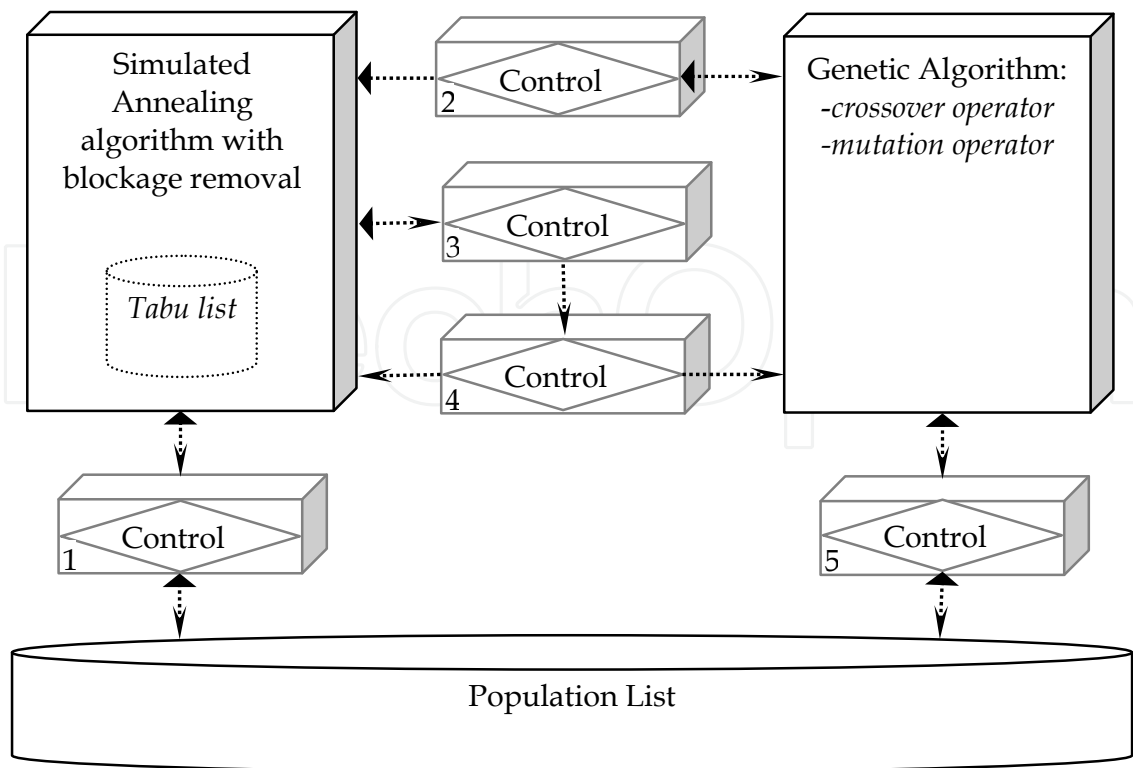 Simulated
Annealing
algorithm with
blockage removal
Tabu list
Control
2
Control
3
Control
4
Genetic Algorithm:
-crossover operator
-mutation operator
Control
1
Control
5
Population List